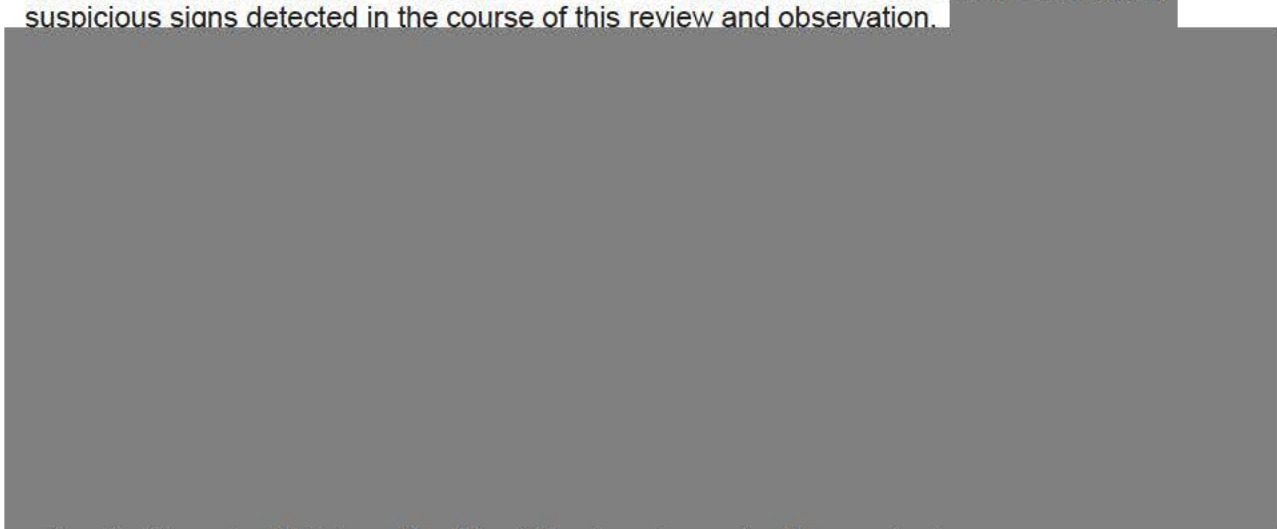 suspicious signs detected in the course of this review and observation.